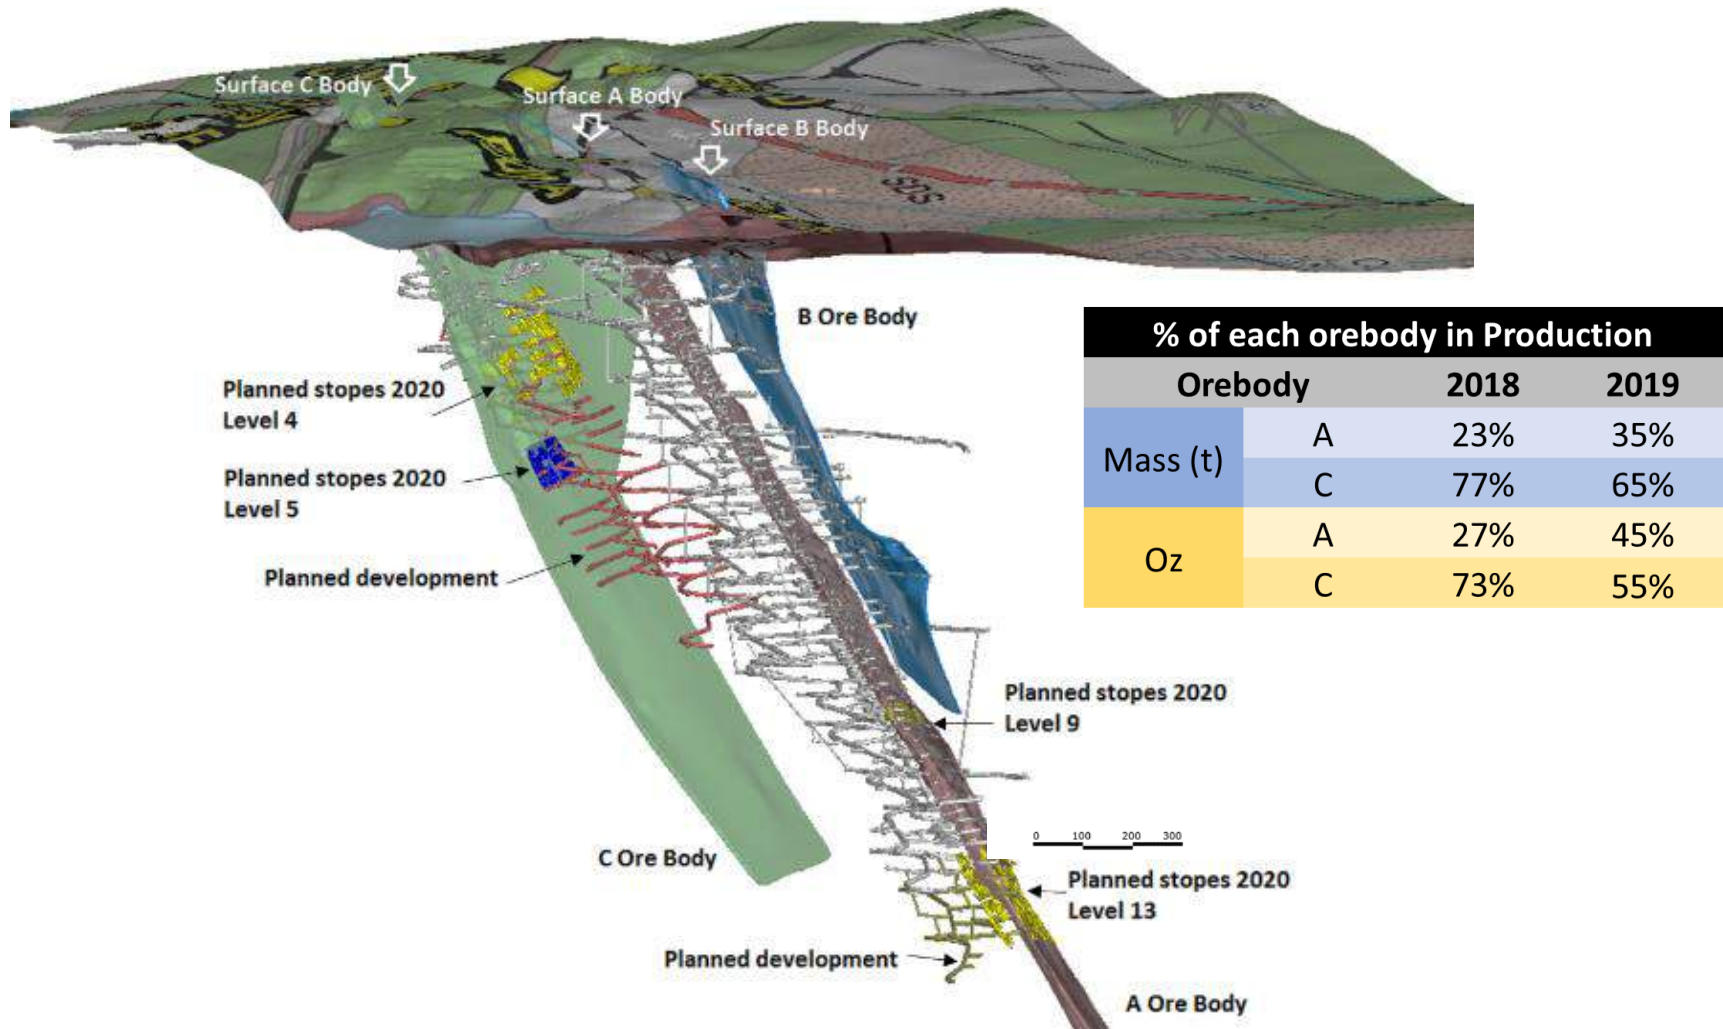 Surface C Body
Surface A Body
Surface B Body
SDS
B Ore Body
Planned stopes 2020
Level 4
Planned stopes 2020
Level 5
Planned development
% of each orebody in Production
Orebody 2018 2019
Mass (t) A 23% 35%
C 77% 65%
Oz A 27% 45%
C 73% 55%
Planned stopes 2020
Level 9
0 100 200 300
C Ore Body
Planned stopes 2020
Level 13
Planned development
A Ore Body